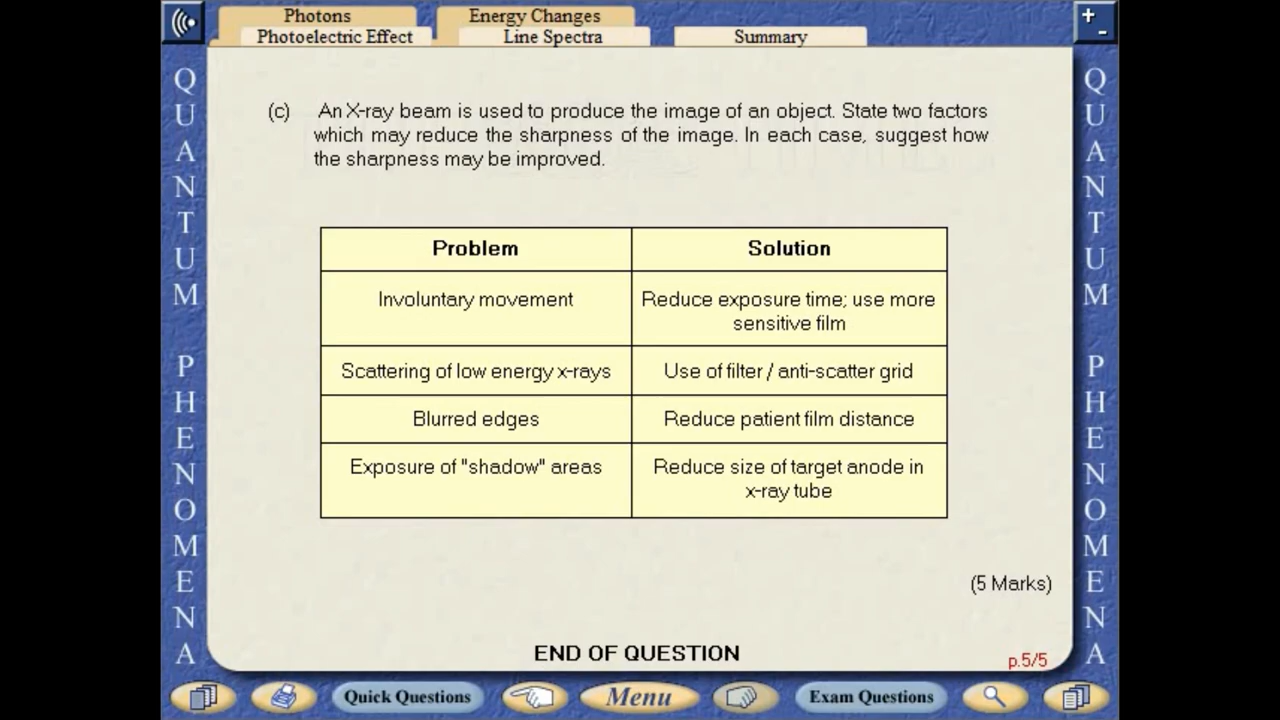 Photons
Energy Changes
Photoelectric Effect
Line Spectra
Summary
+
-
QUANTUM PHENOMENA
QUANTUM PHENOMENA
(c) An X-ray beam is used to produce the image of an object. State two factors
which may reduce the sharpness of the image. In each case, suggest how
the sharpness may be improved.
Problem
Solution
Involuntary movement
Reduce exposure time; use more
sensitive film
Scattering of low energy x-rays
Use of filter / anti-scatter grid
Blurred edges
Reduce patient film distance
Exposure of "shadow" areas
Reduce size of target anode in
x-ray tube
(5 Marks)
END OF QUESTION
p.5/5
Quick Questions
Menu
Exam Questions